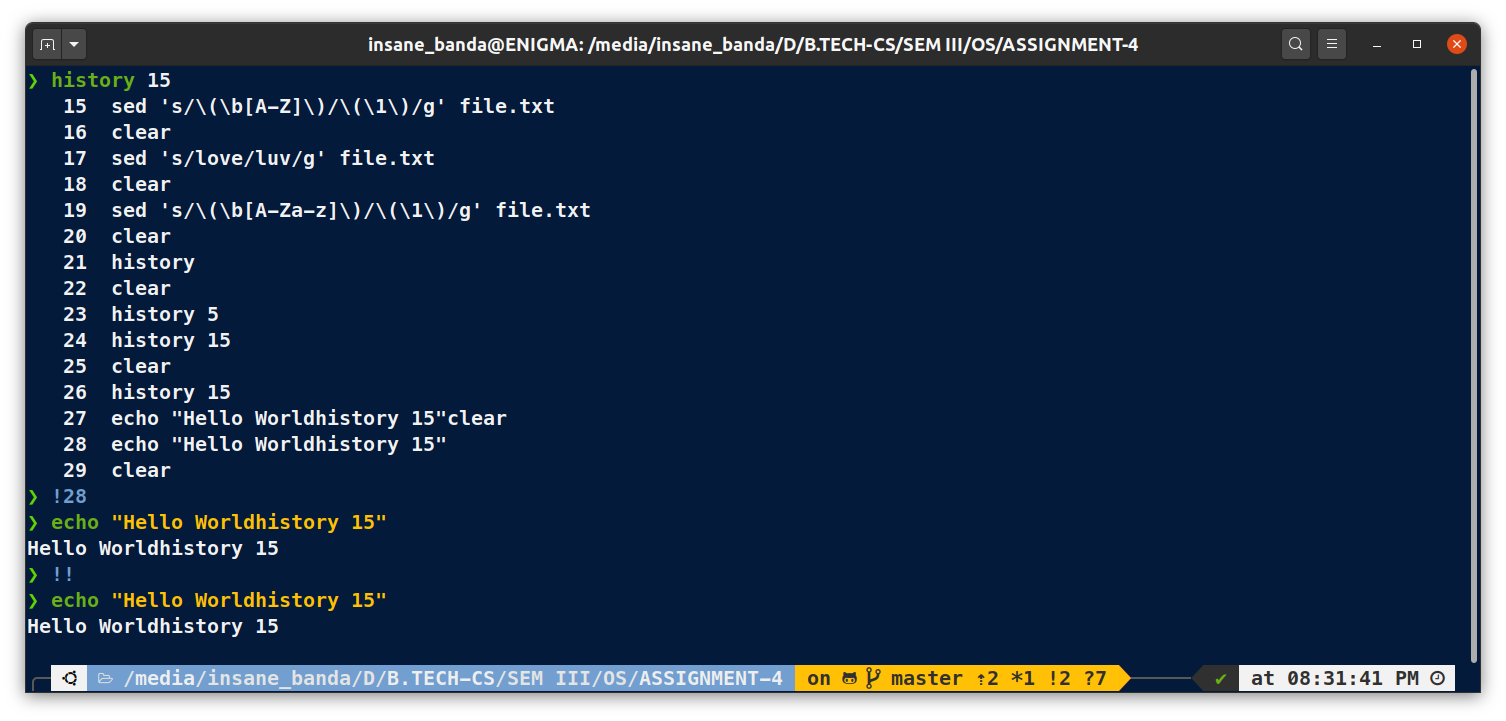 insane_banda@ENIGMA: /media/insane_banda/D/B.TECH-CS/SEM III/OS/ASSIGNMENT-4
❯ history 15
   15  sed 's/\(\b[A-Z]\)/\(\1\)/g' file.txt
   16  clear
   17  sed 's/love/luv/g' file.txt
   18  clear
   19  sed 's/\(\b[A-Za-z]\)/\(\1\)/g' file.txt
   20  clear
   21  history
   22  clear
   23  history 5
   24  history 15
   25  clear
   26  history 15
   27  echo "Hello Worldhistory 15"clear
   28  echo "Hello Worldhistory 15"
   29  clear
❯ !28
❯ echo "Hello Worldhistory 15"
Hello Worldhistory 15
❯ !!
❯ echo "Hello Worldhistory 15"
Hello Worldhistory 15
/media/insane_banda/D/B.TECH-CS/SEM III/OS/ASSIGNMENT-4 on master ⇡2 *1 !2 ?7 ✔ at 08:31:41 PM